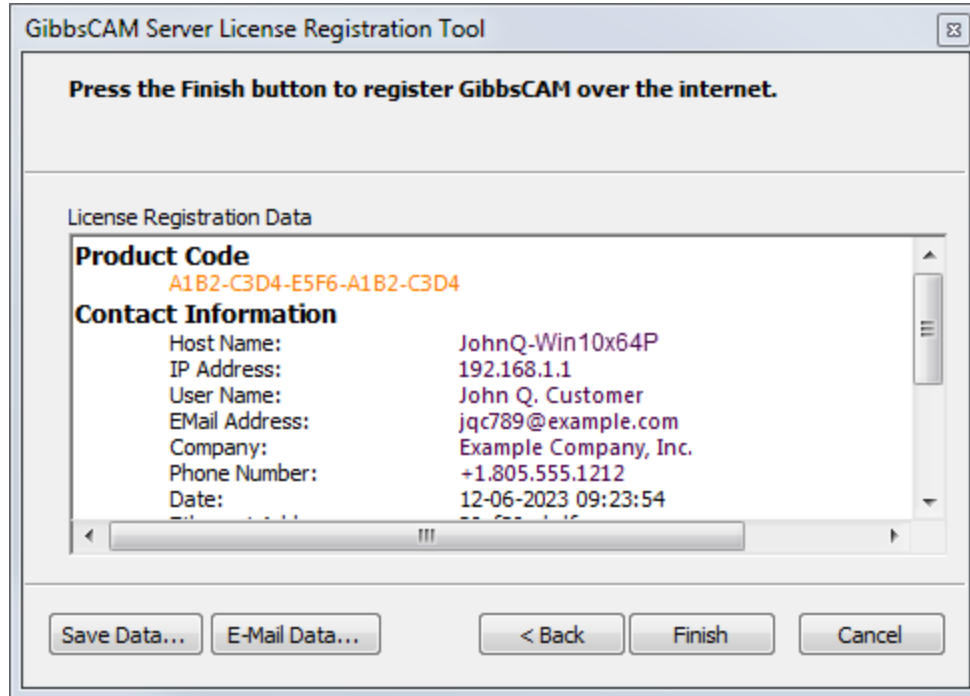 GibbsCAM Server License Registration Tool
Press the Finish button to register GibbsCAM over the internet.
License Registration Data
Product Code
A1B2-C3D4-E5F6-A1B2-C3D4
Contact Information
Host Name: JohnQ-Win10x64P
IP Address: 192.168.1.1
User Name: John Q. Customer
EMail Address: jqc789@example.com
Company: Example Company, Inc.
Phone Number: +1.805.555.1212
Date: 12-06-2023 09:23:54
Save Data... E-Mail Data... < Back Finish Cancel